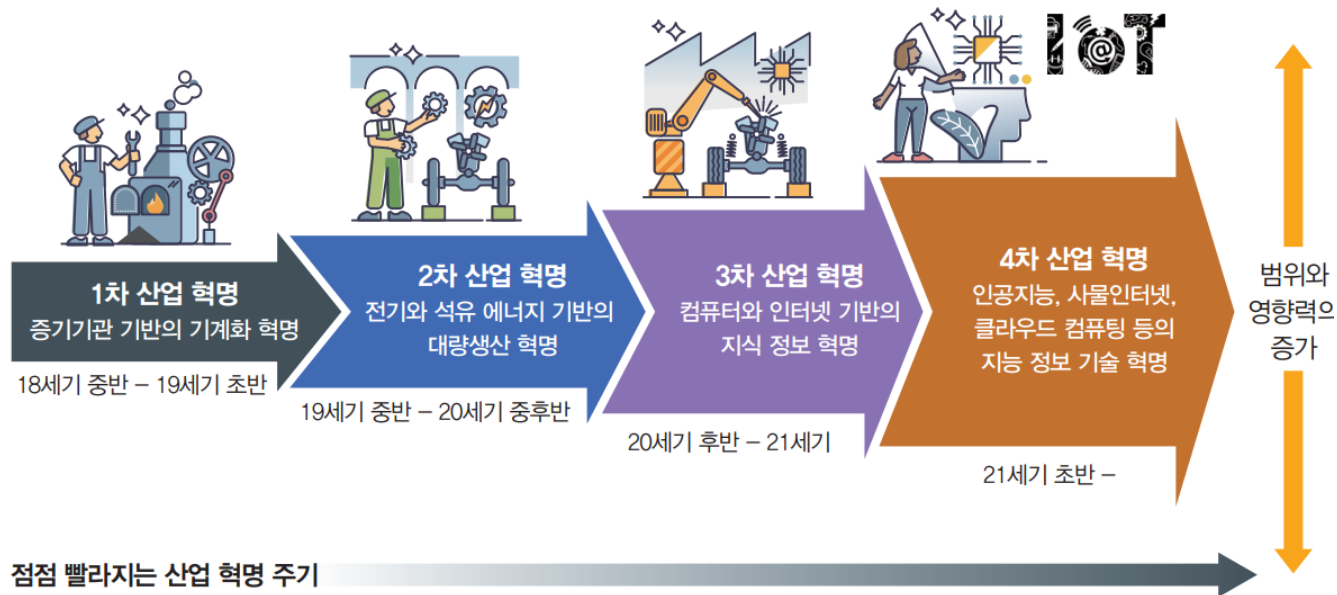 IoT
1차 산업 혁명
증기기관 기반의 기계화 혁명
18세기 중반 – 19세기 초반
2차 산업 혁명
전기와 석유 에너지 기반의
대량생산 혁명
19세기 중반 – 20세기 중후반
3차 산업 혁명
컴퓨터와 인터넷 기반의
지식 정보 혁명
20세기 후반 – 21세기
4차 산업 혁명
인공지능, 사물인터넷,
클라우드 컴퓨팅 등의
지능 정보 기술 혁명
21세기 초반 –
범위와
영향력의
증가
점점 빨라지는 산업 혁명 주기